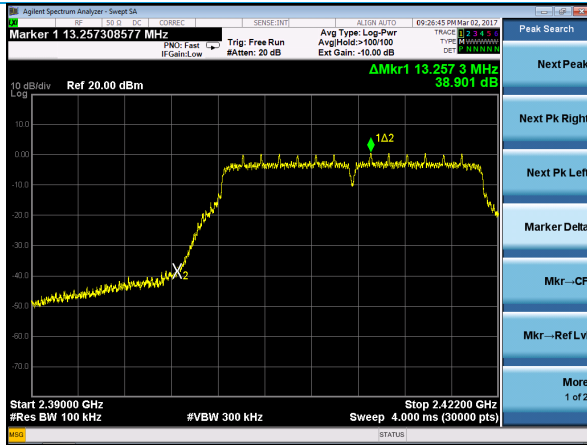 Agilent Spectrum Analyzer - Swept SA
LXI RF 50 Ω DC CORREC SENSE:INT ALIGN AUTO 09:26:45 PM Mar 02, 2017
Marker 1 13.257308577 MHz
PNO: Fast
IFGain:Low
Trig: Free Run
#Atten: 20 dB
Avg Type: Log-Pwr
Avg|Hold:>100/100
Ext Gain: -10.00 dB
TRACE 1 2 3 4 5 6
TYPE M W W W W W
DET P N N N N N
ΔMkr1 13.257 3 MHz
38.901 dB
10 dB/div Ref 20.00 dBm
Log
10.0
0.00
-10.0
-20.0
-30.0
-40.0
-50.0
-60.0
-70.0
1Δ2
X2
Start 2.39000 GHz
#Res BW 100 kHz
#VBW 300 kHz
Stop 2.42200 GHz
Sweep 4.000 ms (30000 pts)
MSG
STATUS
Peak Search
Next Peak
Next Pk Right
Next Pk Left
Marker Delta
Mkr→CF
Mkr→Ref Lvl
More
1 of 2